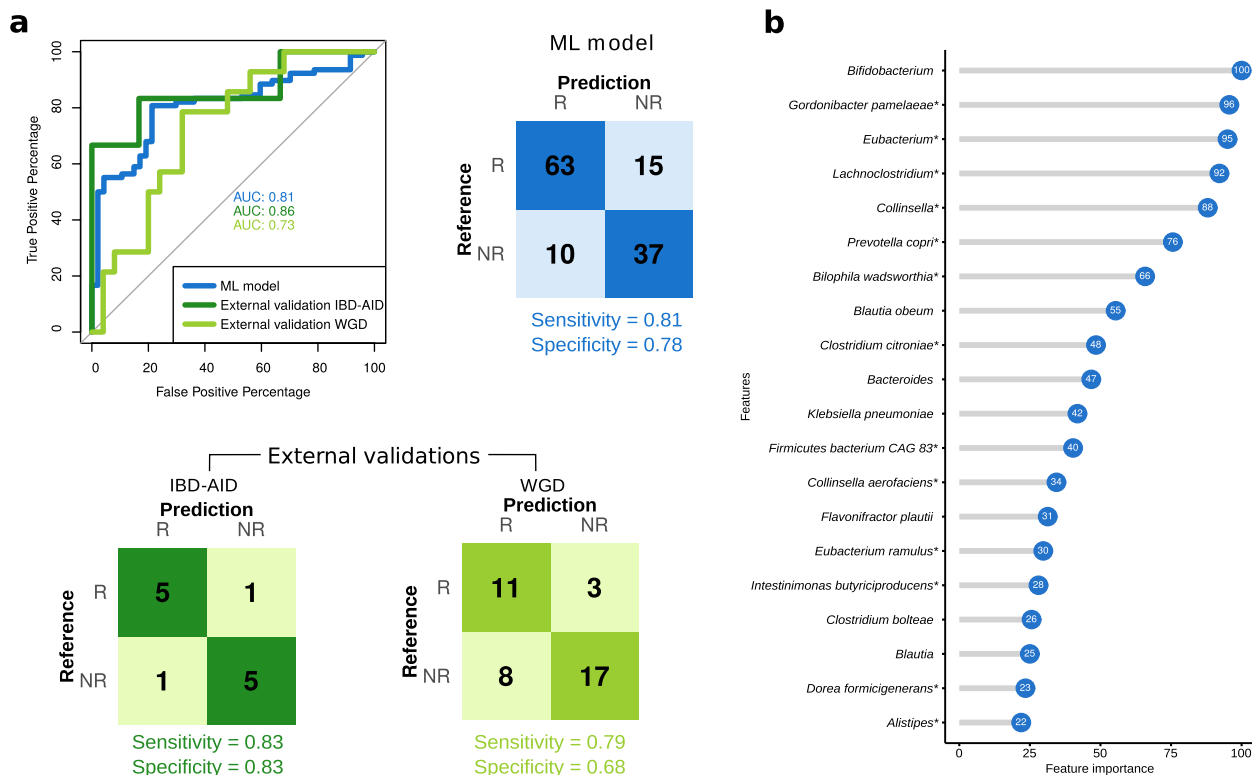 a
100
80
60
40
20
0
True Positive Percentage
AUC: 0.81
AUC: 0.86
AUC: 0.73
ML model
External validation IBD-AID
External validation WGD
0 20 40 60 80 100
False Positive Percentage
ML model
Prediction
R NR
Reference
R 63 15
NR 10 37
Sensitivity = 0.81
Specificity = 0.78
External validations
IBD-AID
Prediction
R NR
Reference
R 5 1
NR 1 5
Sensitivity = 0.83
Specificity = 0.83
WGD
Prediction
R NR
Reference
R 11 3
NR 8 17
Sensitivity = 0.79
Specificity = 0.68
b
Features
Bifidobacterium 100
Gordonibacter pamelaeae* 96
Eubacterium* 95
Lachnoclostridium* 92
Collinsella* 88
Prevotella copri* 76
Bilophila wadsworthia* 66
Blautia obeum 55
Clostridium citroniae* 48
Bacteroides 47
Klebsiella pneumoniae 42
Firmicutes bacterium CAG 83* 40
Collinsella aerofaciens* 34
Flavonifractor plautii 31
Eubacterium ramulus* 30
Intestinimonas butyriciproducens* 28
Clostridium bolteae 26
Blautia 25
Dorea formicigenerans* 23
Alistipes* 22
0 25 50 75 100
Feature importance